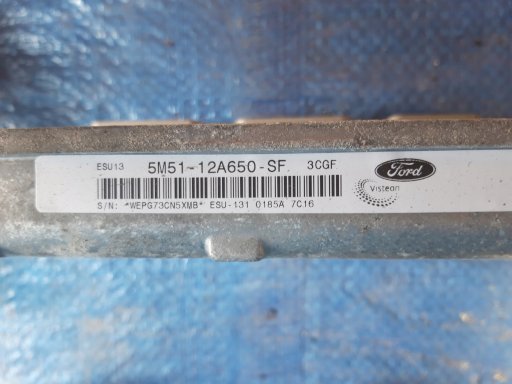 ESU13 5M51-12A650-SF 3CGF Ford
Visteon
S/N: *WEPG73CN5XMB* ESU-131 0185A 7C16